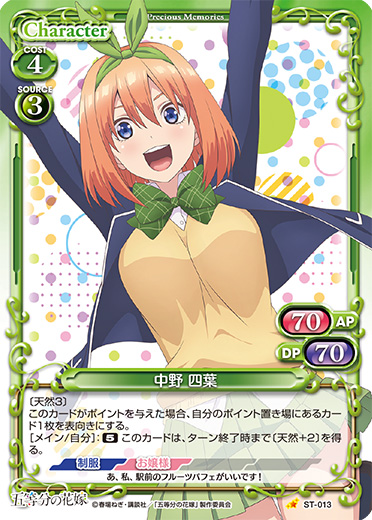 Precious Memories
Character
COST
4
SOURCE
3
70 AP
DP 70
中野 四葉
［天然3］
このカードがポイントを与えた場合、自分のポイント置き場にあるカー
ド1枚を表向きにする。
［メイン/自分］：5 このカードは、ターン終了時まで［天然＋2］を得
る。
制服 お嬢様
あ、私、駅前のフルーツパフェがいいです！
五等分の花嫁
©春場ねぎ・講談社／「五等分の花嫁」製作委員会
ST-013